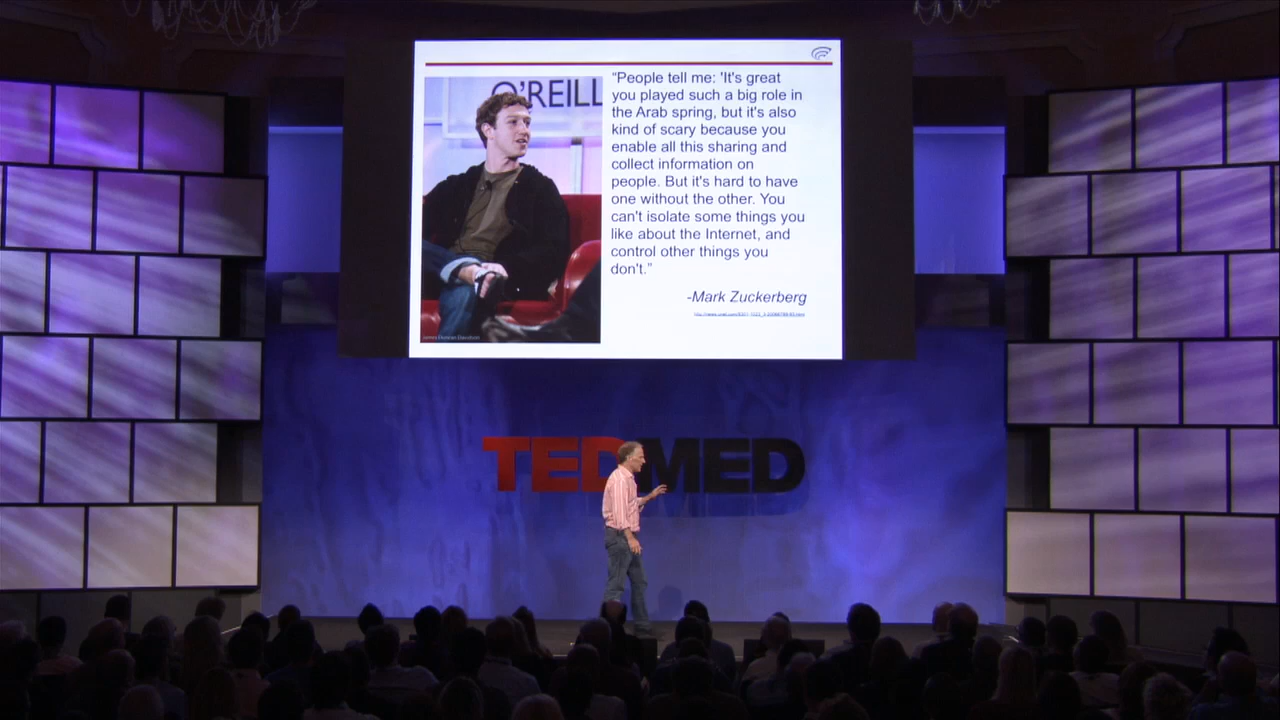 O'REILL
“People tell me: 'It's great
you played such a big role in
the Arab spring, but it's also
kind of scary because you
enable all this sharing and
collect information on
people. But it's hard to have
one without the other. You
can't isolate some things you
like about the Internet, and
control other things you
don't.”
-Mark Zuckerberg
James Duncan Davidson
TEDMED